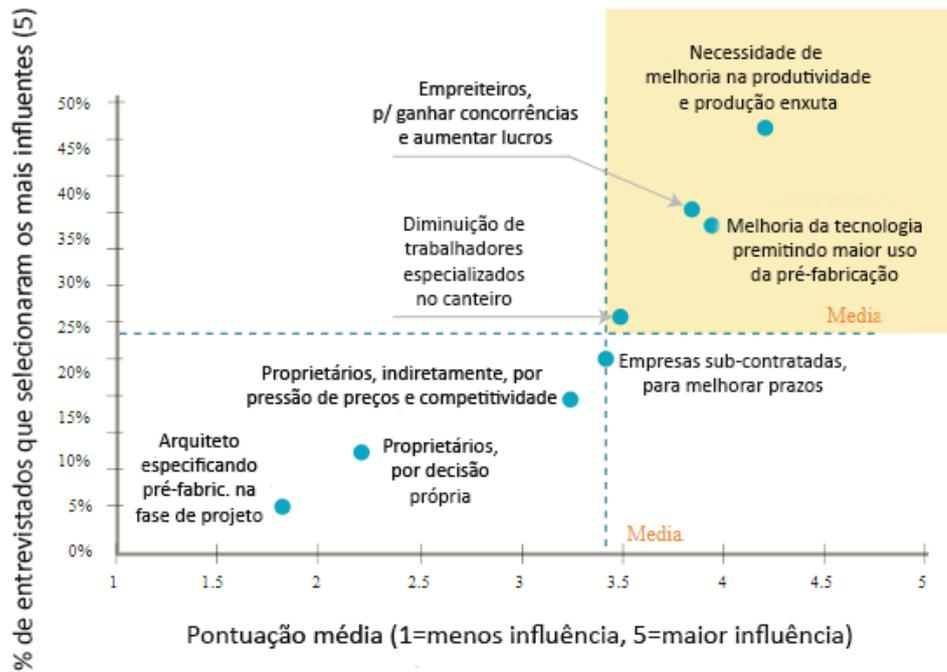 % de entrevistados que selecionaram os mais influentes (5)
Necessidade de
melhoria na produtividade
e produção enxuta
Empreiteiros,
p/ ganhar concorrências
e aumentar lucros
50%
45%
40%
35%
30%
25%
20%
15%
10%
5%
0%
Diminuição de
trabalhadores
especializados
no canteiro
Melhoria da tecnologia
premitindo maior uso
da pré-fabricação
Media
Empresas sub-contratadas,
para melhorar prazos
Proprietários, indiretamente, por
pressão de preços e competitividade
Arquiteto
especificando
pré-fabric. na
fase de projeto
Proprietários,
por decisão
própria
Media
1 1.5 2 2.5 3 3.5 4 4.5 5
Pontuação média (1=menos influência, 5=maior influência)